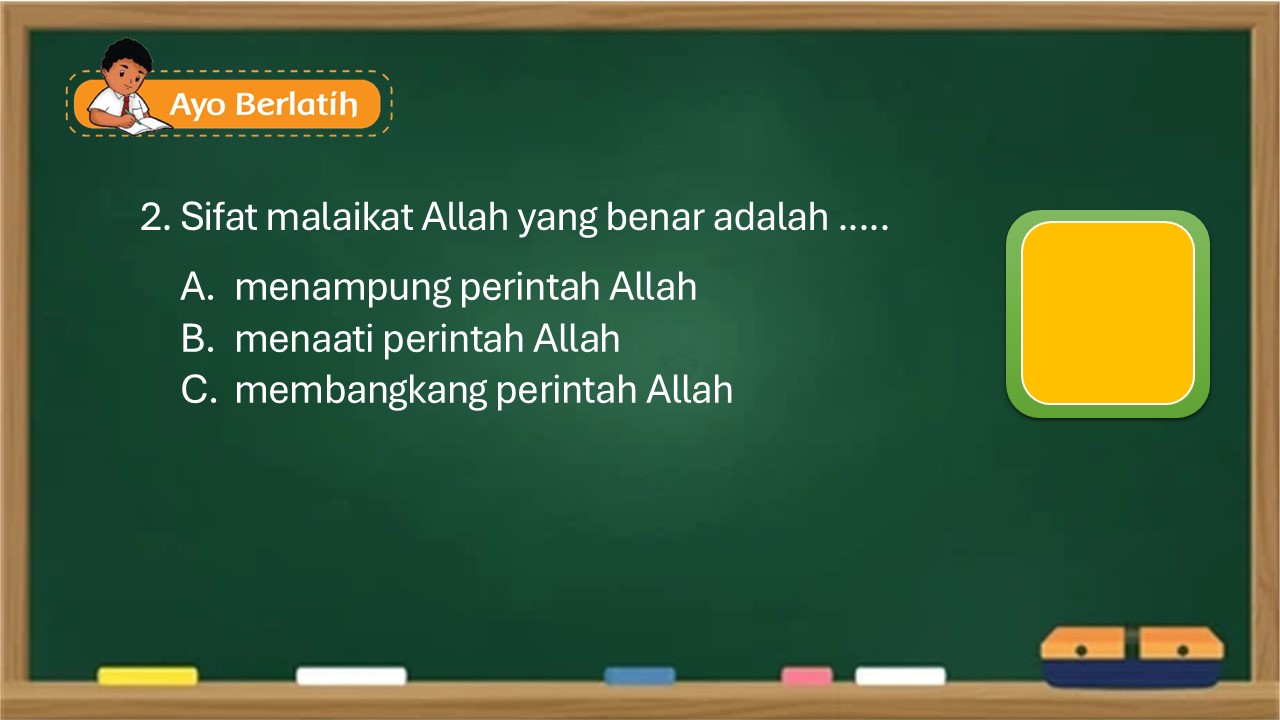 Ayo Berlatih
2. Sifat malaikat Allah yang benar adalah .....
A. menampung perintah Allah
B. menaati perintah Allah
C. membangkang perintah Allah